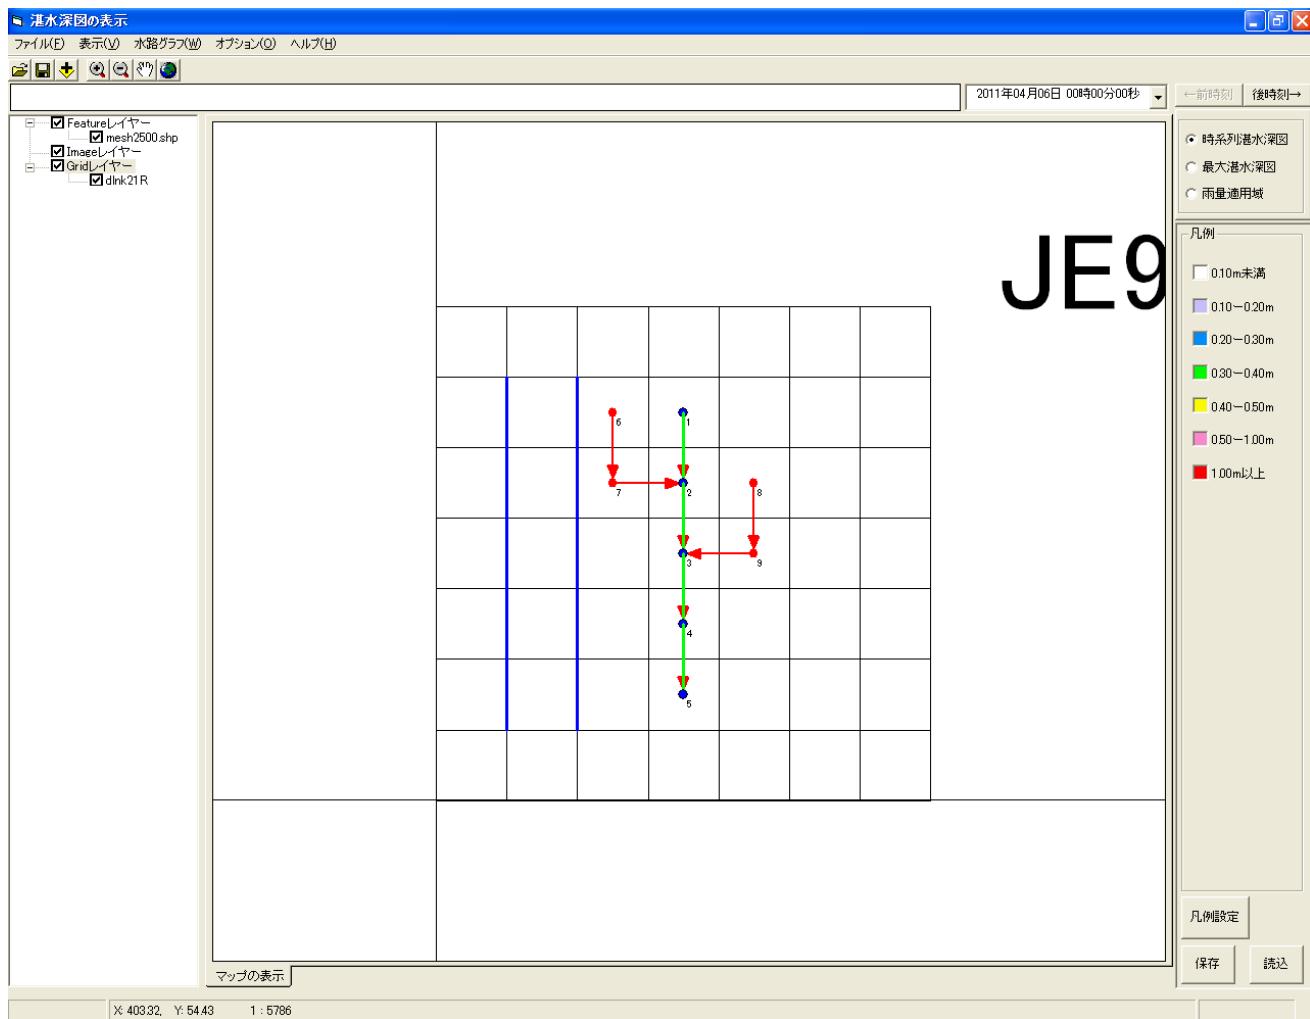 湛水深図の表示
ファイル(F) 表示(V) 水路グラフ(W) オプション(O) ヘルプ(H)
2011年04月06日 00時00分00秒
←前時刻 後時刻→
Featureレイヤー
mesh2500.shp
Imageレイヤー
Gridレイヤー
dlnk21R
時系列湛水深図
最大湛水深図
雨量適用域
JE9
凡例
0.10m未満
0.10～0.20m
0.20～0.30m
0.30～0.40m
0.40～0.50m
0.50～1.00m
1.00m以上
6 1
7 2 8
3 9
4
5
凡例設定
保存 読込
マップの表示
X: 403.32, Y: 54.43 1 : 5786